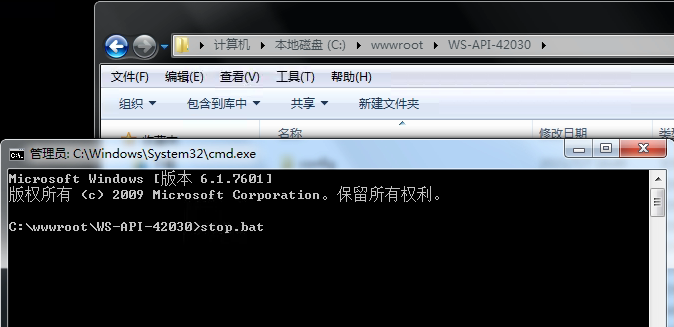 计算机 本地磁盘 (C:) wwwroot WS-API-42030
文件(F) 编辑(E) 查看(V) 工具(T) 帮助(H)
组织 包含到库中 共享 新建文件夹
名称 修改日期
管理员: C:\Windows\System32\cmd.exe
Microsoft Windows [版本 6.1.7601]
版权所有 (c) 2009 Microsoft Corporation。保留所有权利。
C:\wwwroot\WS-API-42030>stop.bat